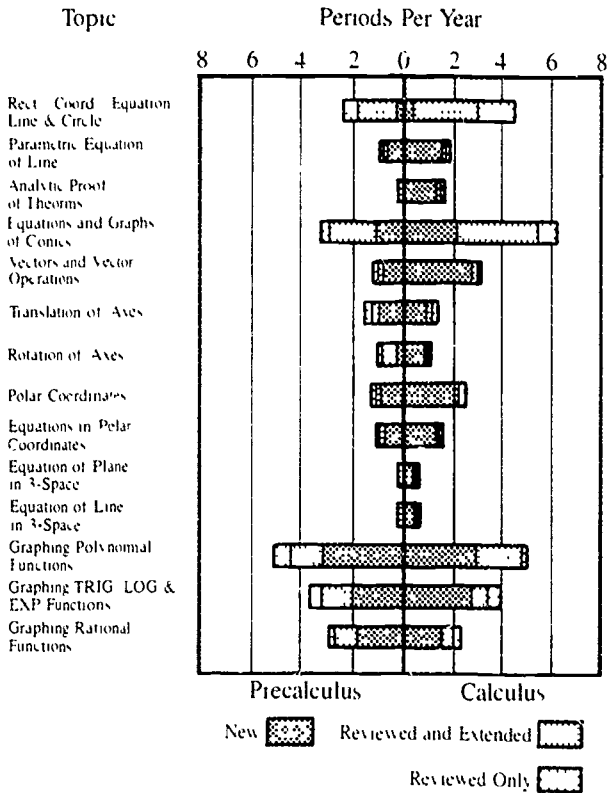 Topic Periods Per Year
8 6 4 2 0 2 4 6 8
Rect Coord Equation
Line & Circle
Parametric Equation
of Line
Analytic Proof
of Theorms
Equations and Graphs
of Conics
Vectors and Vector
Operations
Translation of Axes
Rotation of Axes
Polar Coordinates
Equations in Polar
Coordinates
Equation of Plane
in 3-Space
Equation of Line
in 3-Space
Graphing Polynomial
Functions
Graphing TRIG LOG &
EXP Functions
Graphing Rational
Functions
Precalculus Calculus
New Reviewed and Extended
Reviewed Only